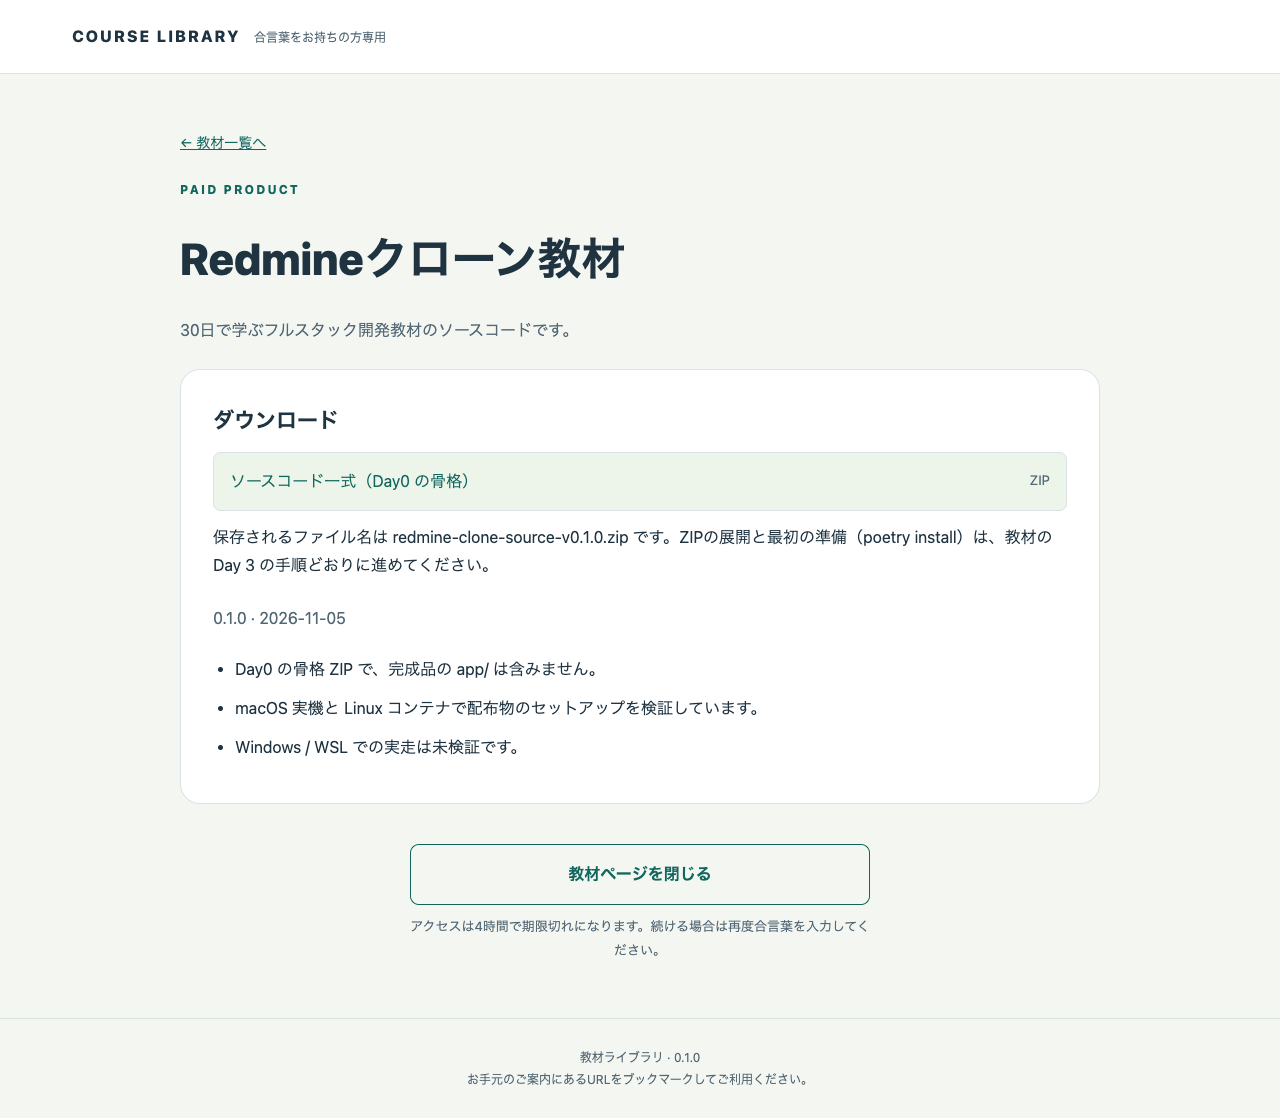 COURSE LIBRARY 合言葉をお持ちの方専用
← 教材一覧へ
PAID PRODUCT
Redmineクローン教材
30日で学ぶフルスタック開発教材のソースコードです。
ダウンロード
ソースコード一式（Day0 の骨格） ZIP
保存されるファイル名は redmine-clone-source-v0.1.0.zip です。ZIPの展開と最初の準備（poetry install）は、教材の
Day 3 の手順どおりに進めてください。
0.1.0 · 2026-11-05
• Day0 の骨格 ZIP で、完成品の app/ は含みません。
• macOS 実機と Linux コンテナで配布物のセットアップを検証しています。
• Windows / WSL での実走は未検証です。
教材ページを閉じる
アクセスは4時間で期限切れになります。続ける場合は再度合言葉を入力してく
ださい。
教材ライブラリ · 0.1.0
お手元のご案内にあるURLをブックマークしてご利用ください。